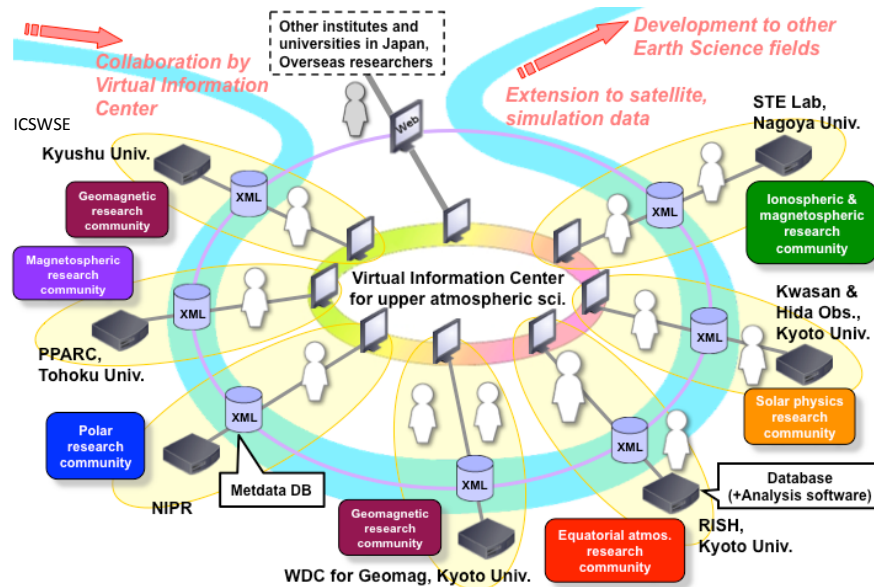 Other institutes and
universities in Japan,
Overseas researchers
Collaboration by
Virtual Information
Center
Development to other
Earth Science fields
Extension to satellite,
simulation data
ICSWSE
Kyushu Univ.
Web
STE Lab,
Nagoya Univ.
XML
XML
Geomagnetic
research
community
Ionospheric &
magnetospheric
research
community
Magnetospheric
research
community
Virtual Information Center
for upper atmospheric sci.
XML
Kwasan &
Hida Obs.,
Kyoto Univ.
XML
PPARC,
Tohoku Univ.
Solar physics
research
community
Polar
research
community
XML
XML
NIPR
Metdata DB
XML
Database
(+Analysis software)
Geomagnetic
research
community
Equatorial atmos.
research
community
RISH,
Kyoto Univ.
WDC for Geomag, Kyoto Univ.